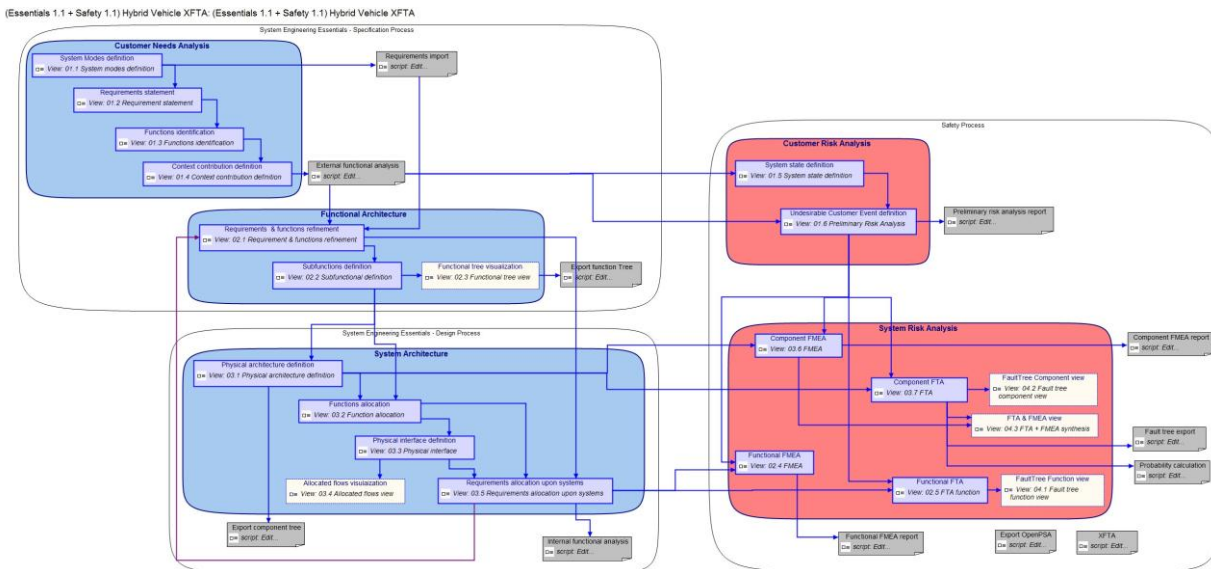 (Essentials 1.1 + Safety 1.1) Hybrid Vehicle XFTA: (Essentials 1.1 + Safety 1.1) Hybrid Vehicle XFTA
System Engineering Essentials - Specification Process
Customer Needs Analysis
System Modes definition
View: 01.1 System modes definition
Requirements statement
View: 01.2 Requirement statement
Functions identification
View: 01.3 Functions identification
Context contribution definition
View: 01.4 Context contribution definition
Requirements import
script: Edit...
External functional analysis
script: Edit...
Functional Architecture
Requirements & functions refinement
View: 02.1 Requirement & functions refinement
Subfunctions definition
View: 02.2 Subfunctional definition
Functional tree visualization
View: 02.3 Functional tree view
Export function Tree
script: Edit...
System Engineering Essentials - Design Process
System Architecture
Physical architecture definition
View: 03.1 Physical architecture definition
Functions allocation
View: 03.2 Function allocation
Physical interface definition
View: 03.3 Physical interface
Allocated flows visuaization
View: 03.4 Allocated flows view
Requirements allocation upon systems
View: 03.5 Requirements allocation upon systems
Export component tree
script: Edit...
Internal functional analysis
script: Edit...
Safety Process
Customer Risk Analysis
System state definition
View: 01.5 System state definition
Undesirable Customer Event definition
View: 01.6 Preliminary Risk Analysis
Preliminary risk analysis report
script: Edit...
System Risk Analysis
Component FMEA
View: 03.6 FMEA
Component FMEA report
script: Edit...
Component FTA
View: 03.7 FTA
FaultTree Component view
View: 04.2 Fault tree
component view
FTA & FMEA view
View: 04.3 FTA + FMEA synthesis
Fault tree export
script: Edit...
Probability calculation
script: Edit...
Functional FMEA
View: 02.4 FMEA
Functional FTA
View: 02.5 FTA function
FaultTree Function view
View: 04.1 Fault tree
function view
Functional FMEA report
script: Edit...
Export OpenPSA
script: Edit...
XFTA
script: Edit...